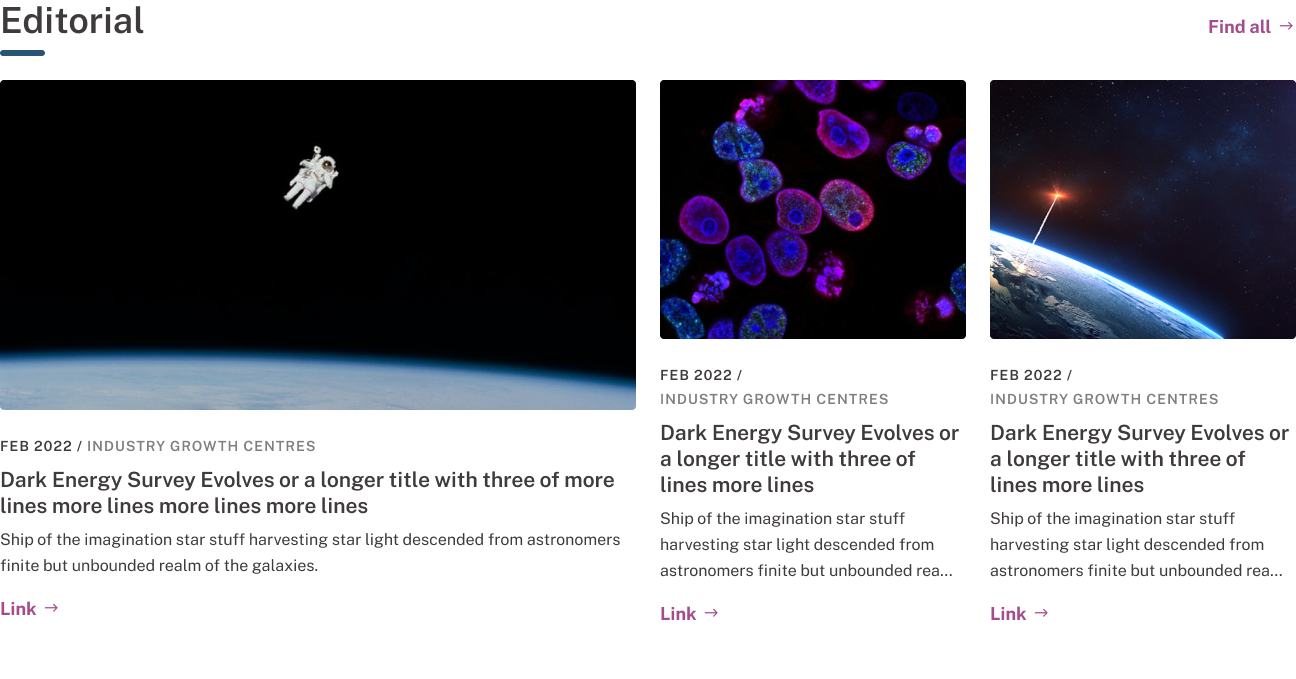 Editorial
Find all →
FEB 2022 / INDUSTRY GROWTH CENTRES
Dark Energy Survey Evolves or a longer title with three of more
lines more lines more lines more lines
Ship of the imagination star stuff harvesting star light descended from astronomers
finite but unbounded realm of the galaxies.
Link →
FEB 2022 /
INDUSTRY GROWTH CENTRES
Dark Energy Survey Evolves or
a longer title with three of
lines more lines
Ship of the imagination star stuff
harvesting star light descended from
astronomers finite but unbounded rea...
Link →
FEB 2022 /
INDUSTRY GROWTH CENTRES
Dark Energy Survey Evolves or
a longer title with three of
lines more lines
Ship of the imagination star stuff
harvesting star light descended from
astronomers finite but unbounded rea...
Link →